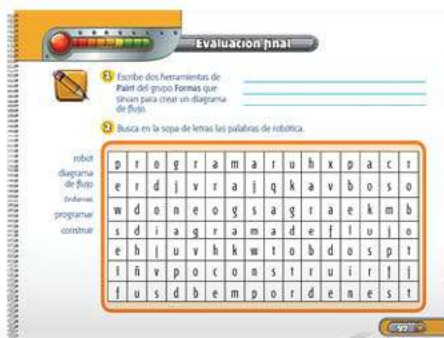 Evaluación final
1 Escribe dos herramientas de
Paint del grupo Formas que
sirvan para crear un diagrama
de flujo.
2 Busca en la sopa de letras las palabras de robótica.
robot
diagrama
de flujo
órdenes
programar
construir
p r o g r a m a r u h x p a c r
e r d j v r a j q k a v b o s o
w d o n e o g s a g r a e k m b
s d i a g r a m a d e f l u j o
e h j u v h k w t o b d o s p t
l ñ v p o c o n s t r u i r f j
f u s d b e m p o r d e n e s t
97